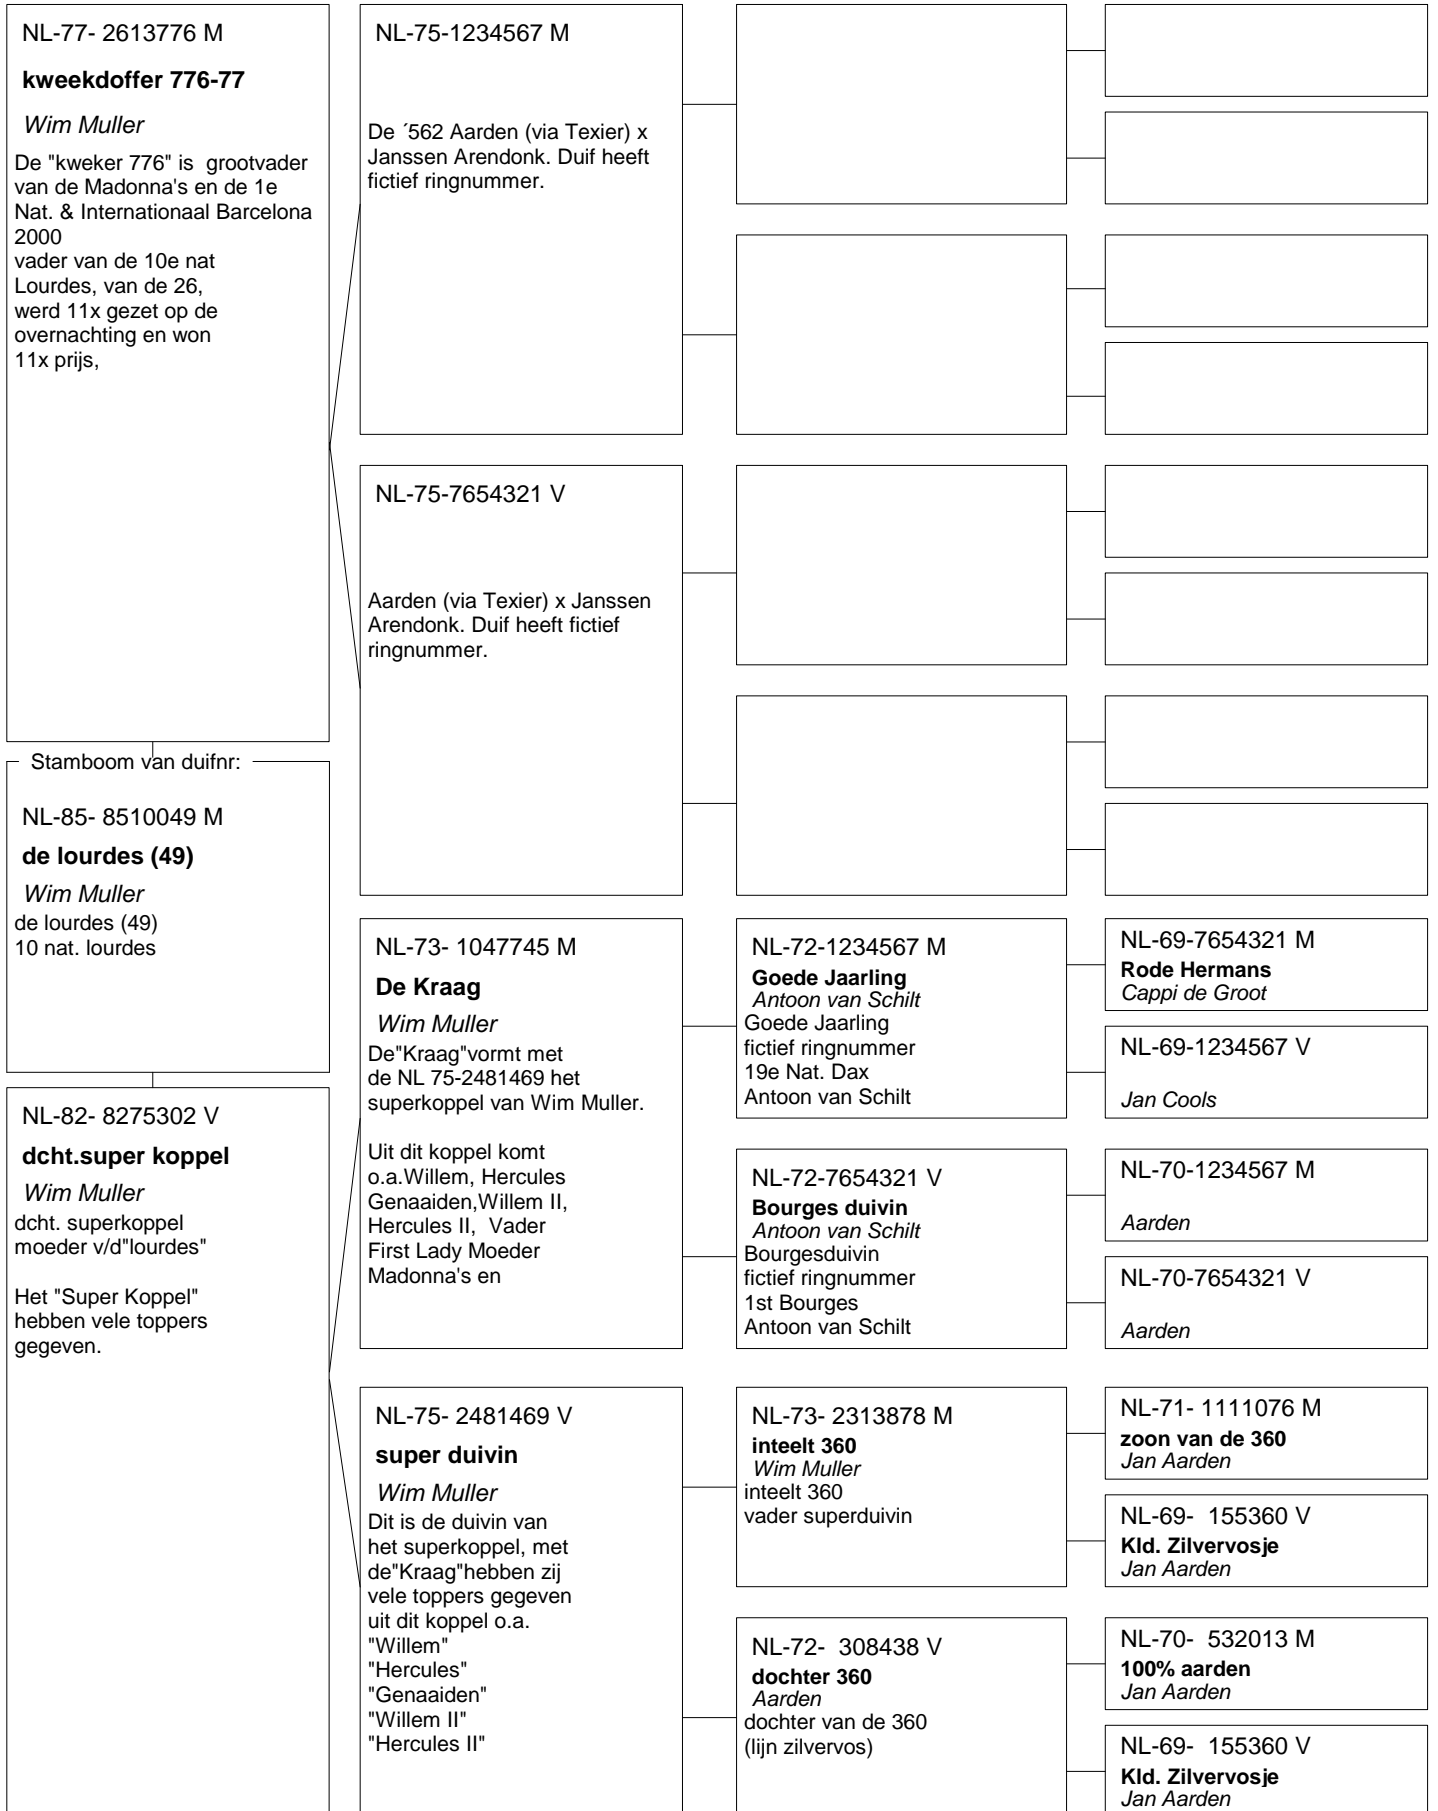 NL-77- 2613776 M
kweekdoffer 776-77
Wim Muller
De "kweker 776" is  grootvader
van de Madonna's en de 1e
Nat. & Internationaal Barcelona
2000
vader van de 10e nat
Lourdes, van de 26,
werd 11x gezet op de
overnachting en won
11x prijs,
Stamboom van duifnr:
NL-85- 8510049 M
de lourdes (49)
Wim Muller
de lourdes (49)
10 nat. lourdes
NL-82- 8275302 V
dcht.super koppel
Wim Muller
dcht. superkoppel
moeder v/d"lourdes"
Het "Super Koppel"
hebben vele toppers
gegeven.
NL-75-1234567 M
De ´562 Aarden (via Texier) x
Janssen Arendonk. Duif heeft
fictief ringnummer.
NL-75-7654321 V
Aarden (via Texier) x Janssen
Arendonk. Duif heeft fictief
ringnummer.
NL-73- 1047745 M
De Kraag
Wim Muller
De"Kraag"vormt met
de NL 75-2481469 het
superkoppel van Wim Muller.
Uit dit koppel komt
o.a.Willem, Hercules
Genaaiden,Willem II,
Hercules II,  Vader
First Lady Moeder
Madonna's en
NL-75- 2481469 V
super duivin
Wim Muller
Dit is de duivin van
het superkoppel, met
de"Kraag"hebben zij
vele toppers gegeven
uit dit koppel o.a.
"Willem"
"Hercules"
"Genaaiden"
"Willem II"
"Hercules II"
NL-72-1234567 M
Goede Jaarling
Antoon van Schilt
Goede Jaarling
fictief ringnummer
19e Nat. Dax
Antoon van Schilt
NL-72-7654321 V
Bourges duivin
Antoon van Schilt
Bourgesduivin
fictief ringnummer
1st Bourges
Antoon van Schilt
NL-73- 2313878 M
inteelt 360
Wim Muller
inteelt 360
vader superduivin
NL-72-  308438 V
dochter 360
Aarden
dochter van de 360
(lijn zilvervos)
NL-69-7654321 M
Rode Hermans
Cappi de Groot
NL-69-1234567 V
Jan Cools
NL-70-1234567 M
Aarden
NL-70-7654321 V
Aarden
NL-71- 1111076 M
zoon van de 360
Jan Aarden
NL-69-  155360 V
Kld. Zilvervosje
Jan Aarden
NL-70-  532013 M
100% aarden
Jan Aarden
NL-69-  155360 V
Kld. Zilvervosje
Jan Aarden